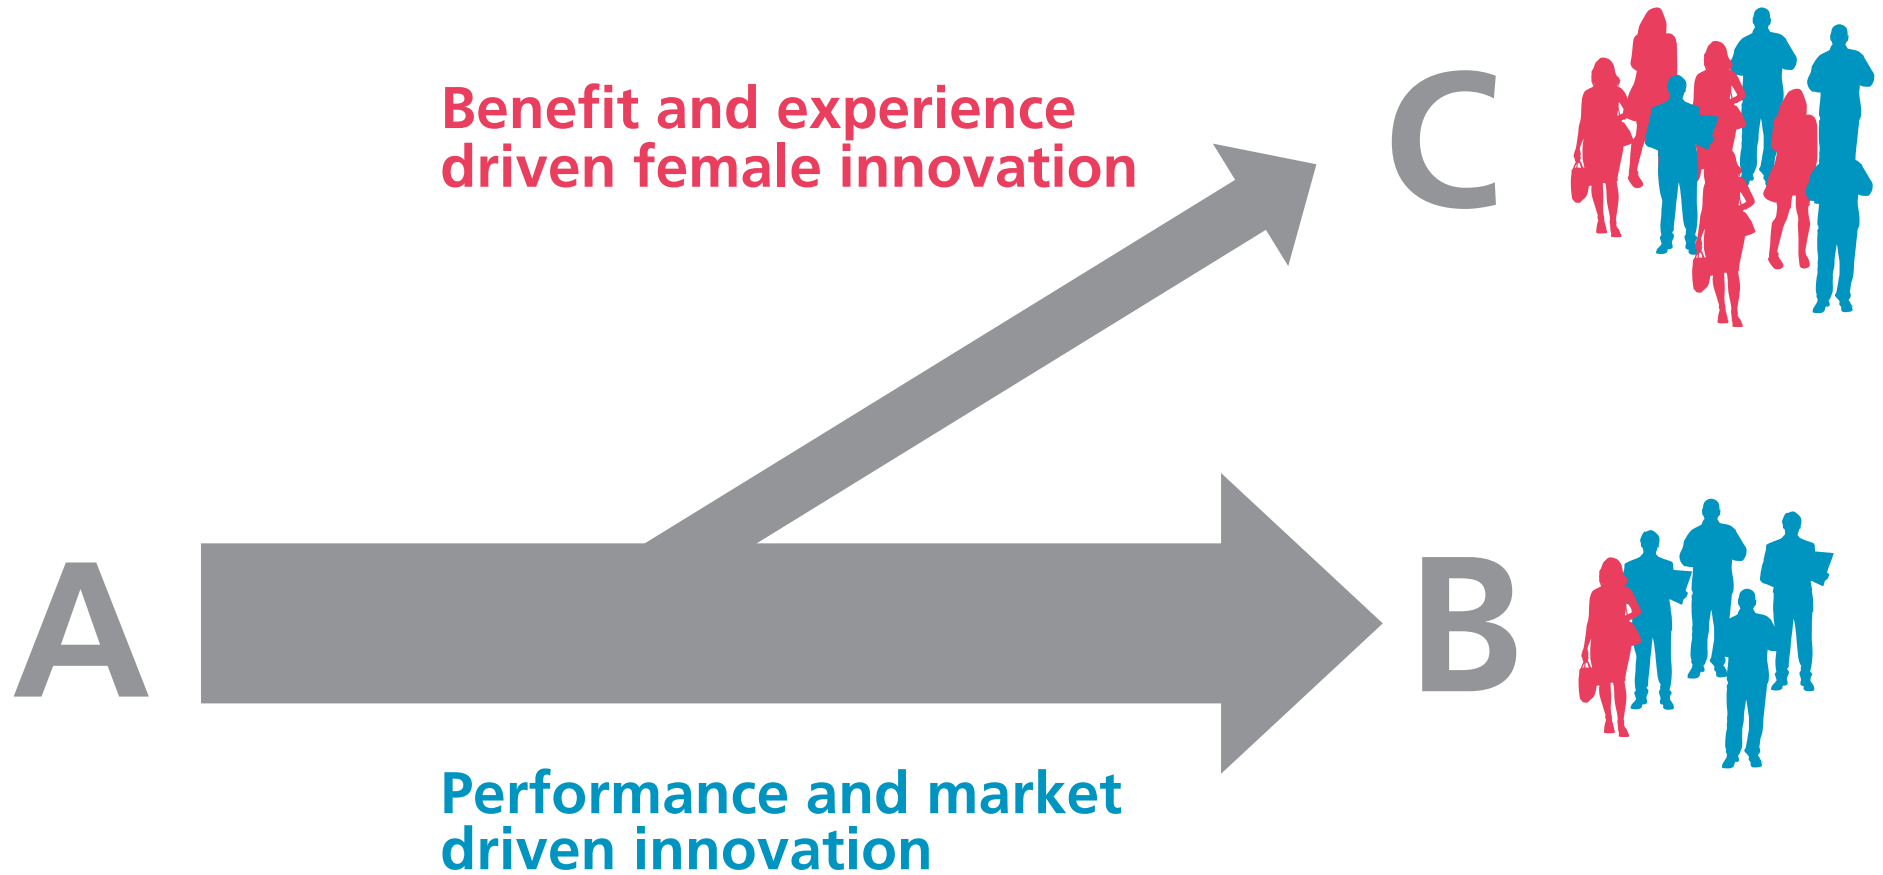 Benefit and experience
driven female innovation
C
A
B
Performance and market
driven innovation